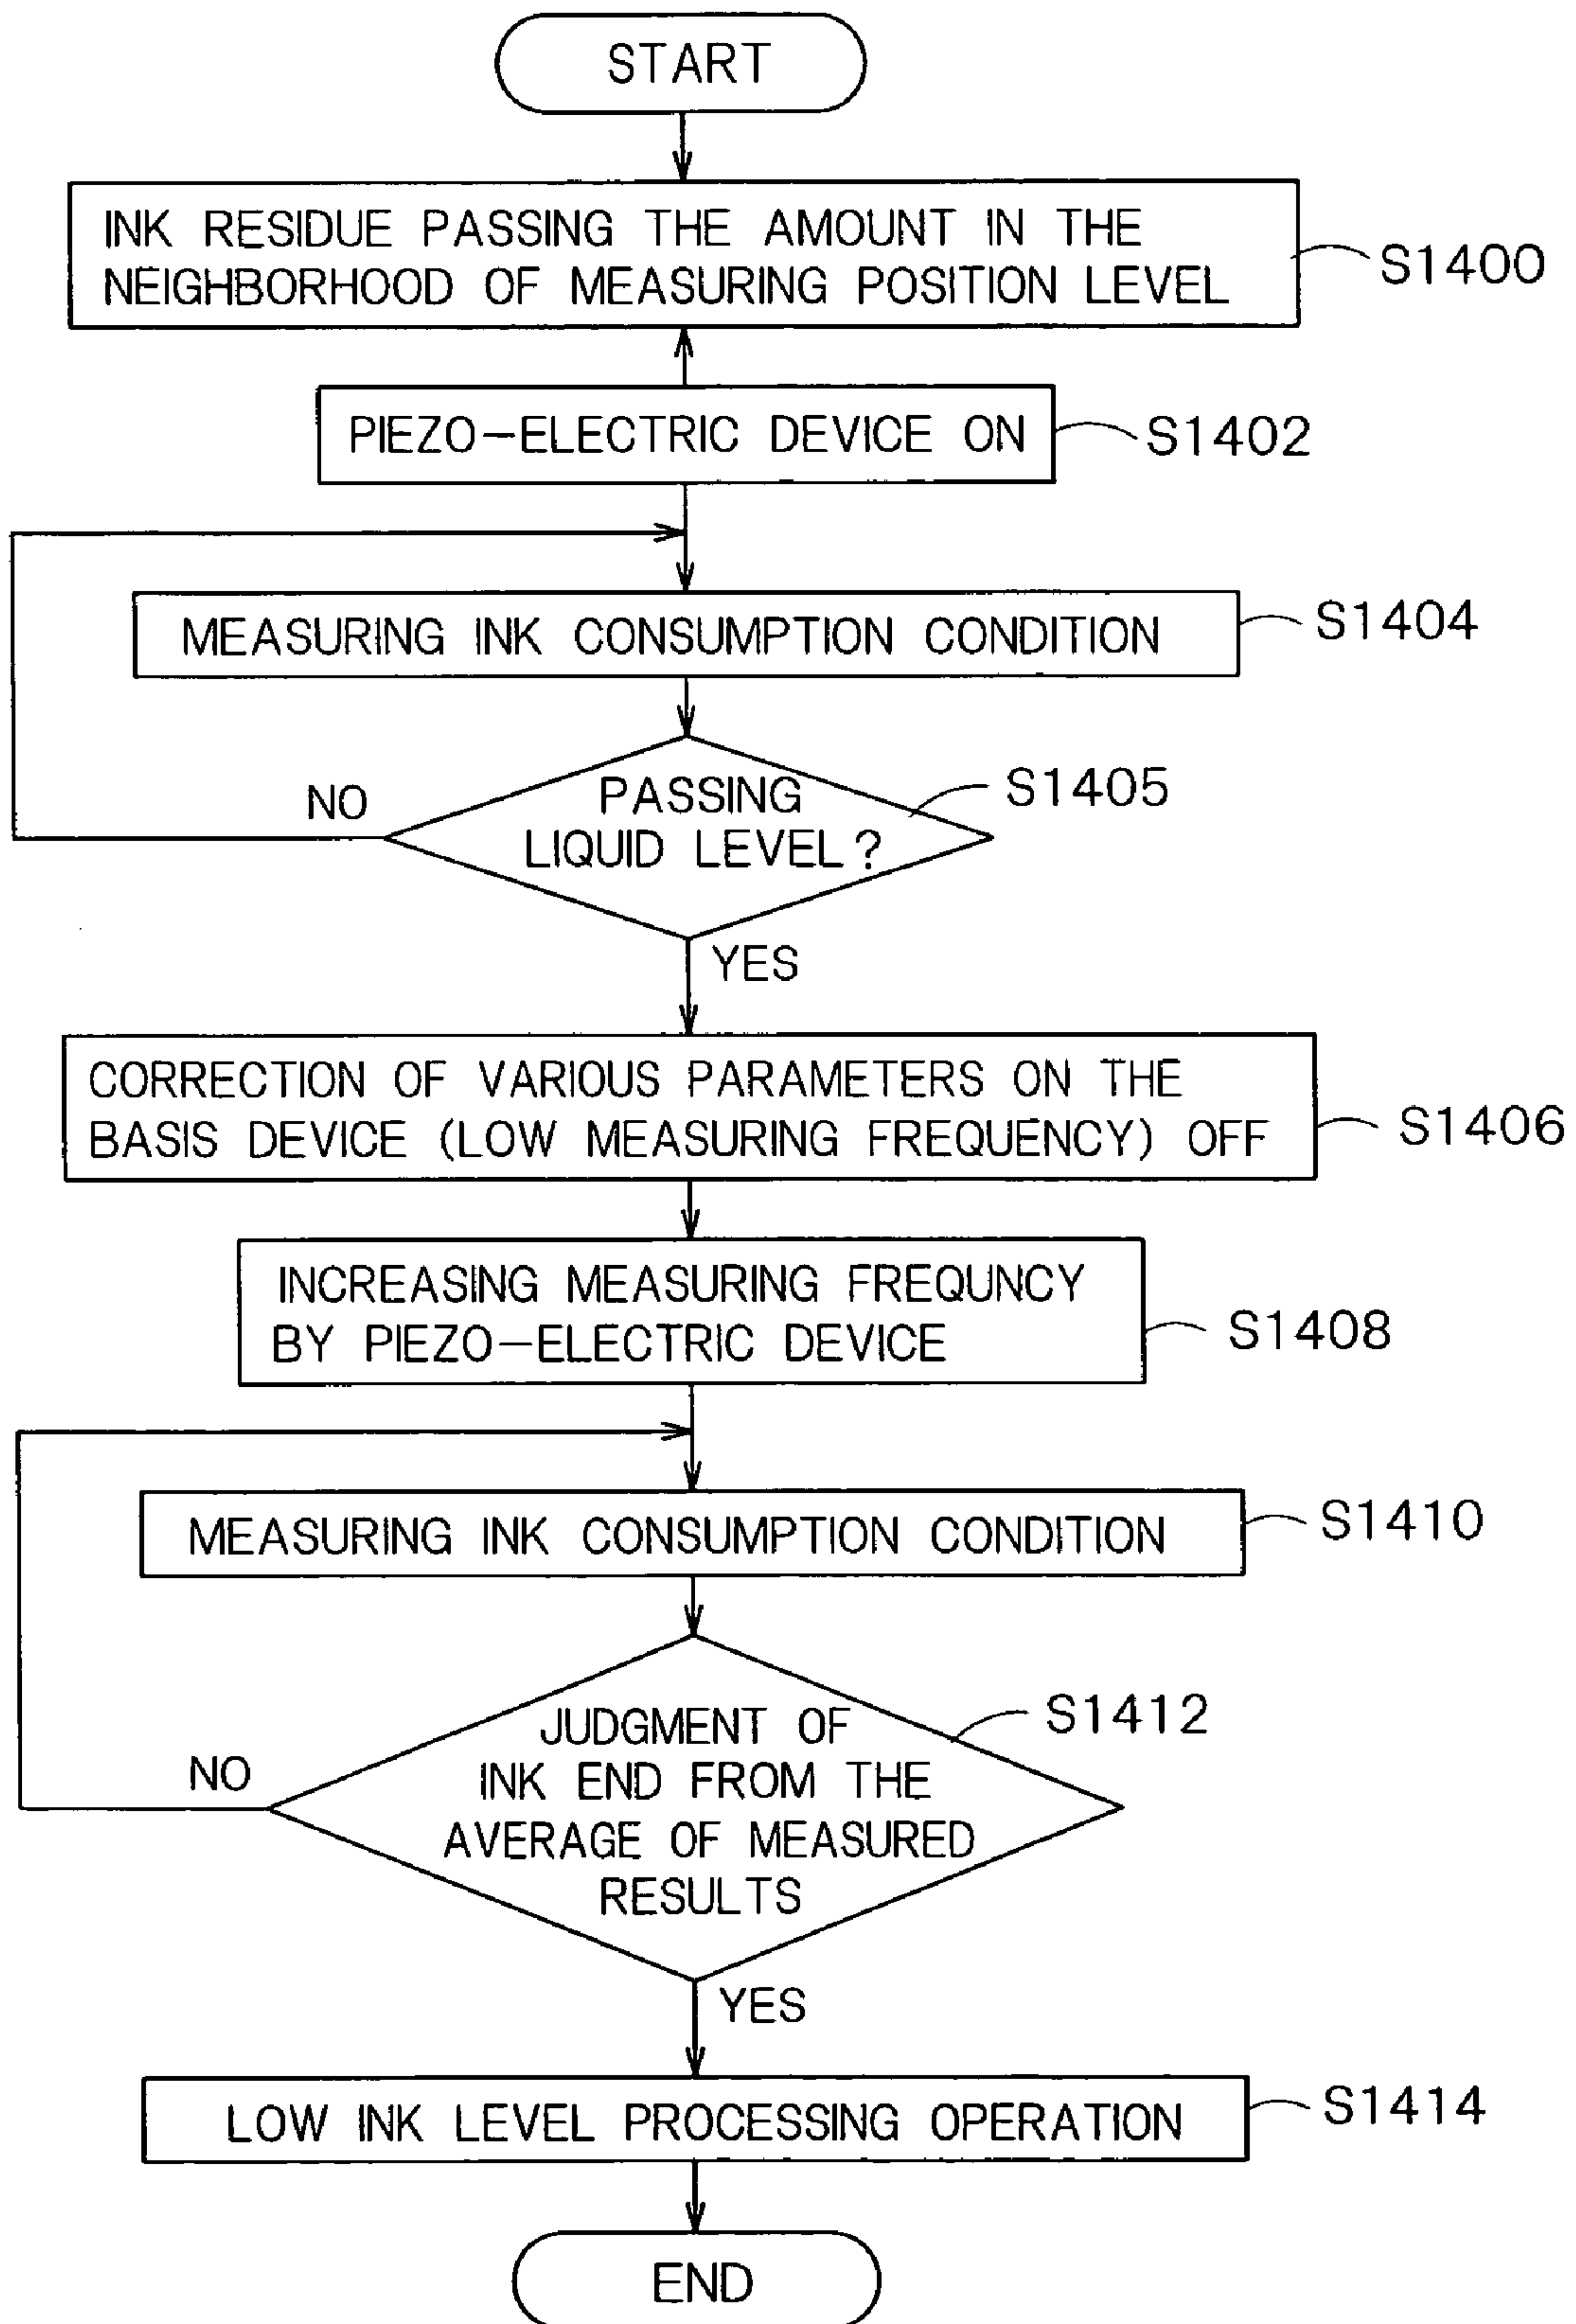 START
INK RESIDUE PASSING THE AMOUNT IN THE
NEIGHBORHOOD OF MEASURING POSITION LEVEL
S1400
PIEZO-ELECTRIC DEVICE ON
S1402
MEASURING INK CONSUMPTION CONDITION
S1404
PASSING
LIQUID LEVEL?
S1405
NO
YES
CORRECTION OF VARIOUS PARAMETERS ON THE
BASIS DEVICE (LOW MEASURING FREQUENCY) OFF
S1406
INCREASING MEASURING FREQUNCY
BY PIEZO-ELECTRIC DEVICE
S1408
MEASURING INK CONSUMPTION CONDITION
S1410
JUDGMENT OF
INK END FROM THE
AVERAGE OF MEASURED
RESULTS
S1412
NO
YES
LOW INK LEVEL PROCESSING OPERATION
S1414
END